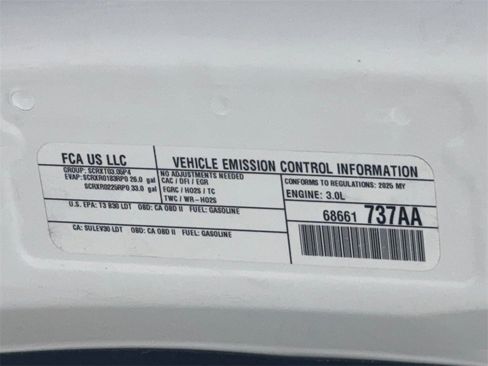 FCA US LLC
VEHICLE EMISSION CONTROL INFORMATION
GROUP: SCRXT03.05P4
EVAP: SCRXR0183RP0 26.0 gal
SCRXR0225RP0 33.0 gal
NO ADJUSTMENTS NEEDED
CAC / DFI / EGR
FGRC / HO2S / TC
TWC / WR-HO2S
CONFORMS TO REGULATIONS: 2025 MY
ENGINE: 3.0L
U.S. EPA: T3 B30 LDT OBD: CA OBD II FUEL: GASOLINE
CA: SULEV30 LDT OBD: CA OBD II FUEL: GASOLINE
68661 737AA